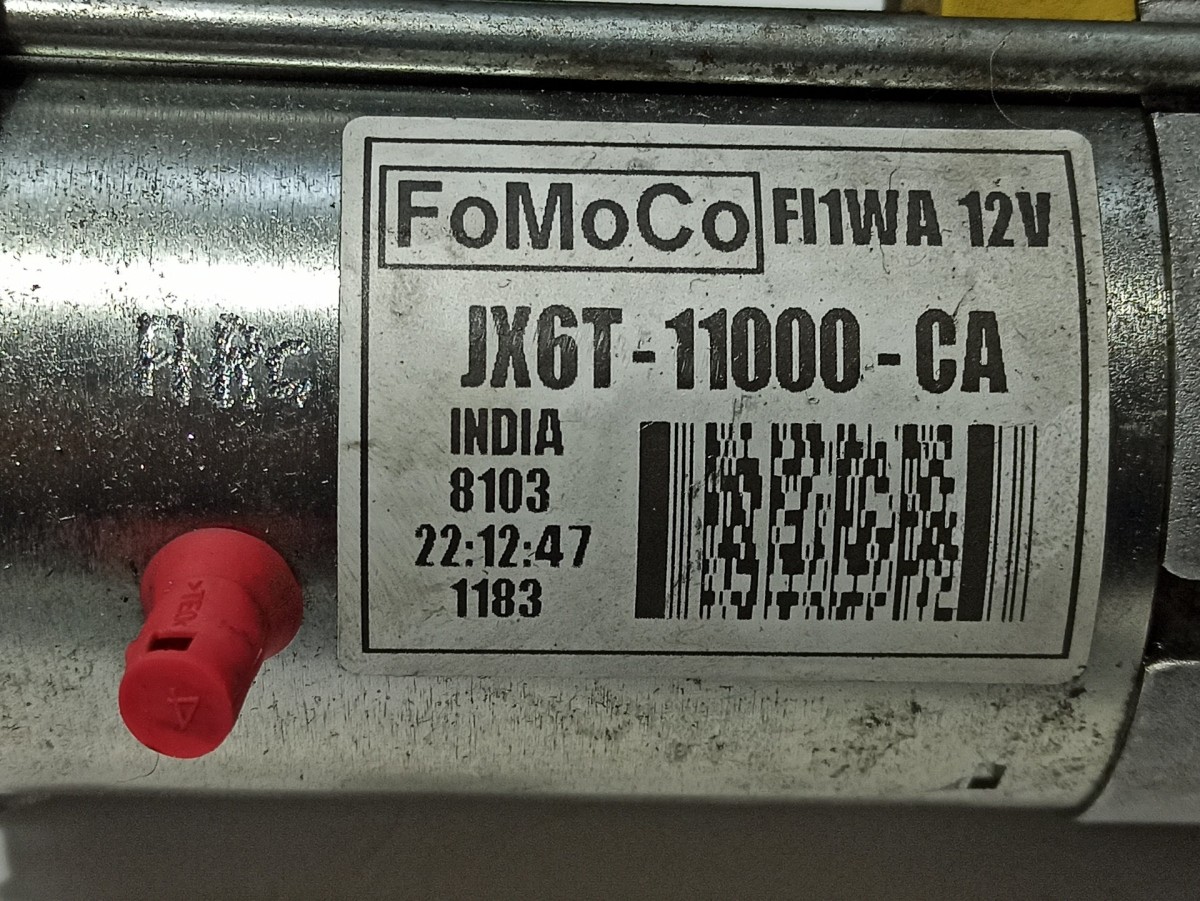 FoMoCo FI1WA 12V
JX6T-11000-CA
INDIA
8103
22:12:47
1183